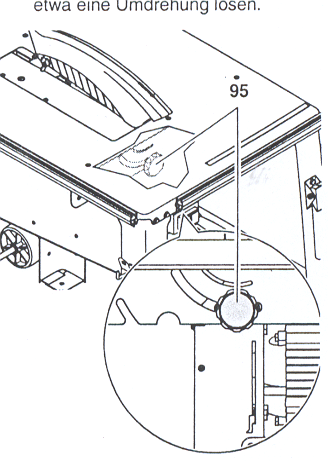 etwa eine Umdrehung lösen.
95